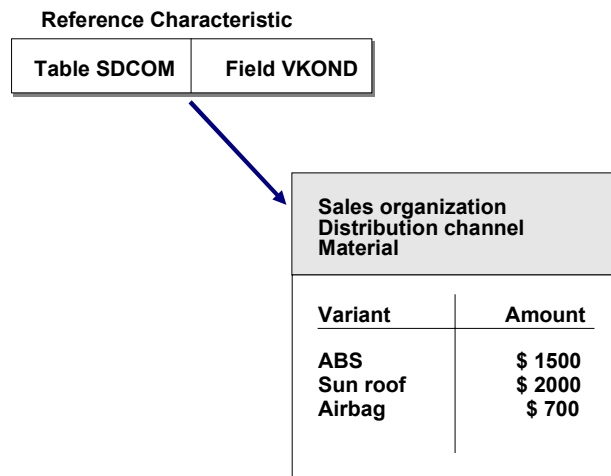 Reference Characteristic
Table SDCOM Field VKOND
Sales organization
Distribution channel
Material
Variant Amount
ABS $ 1500
Sun roof $ 2000
Airbag $ 700